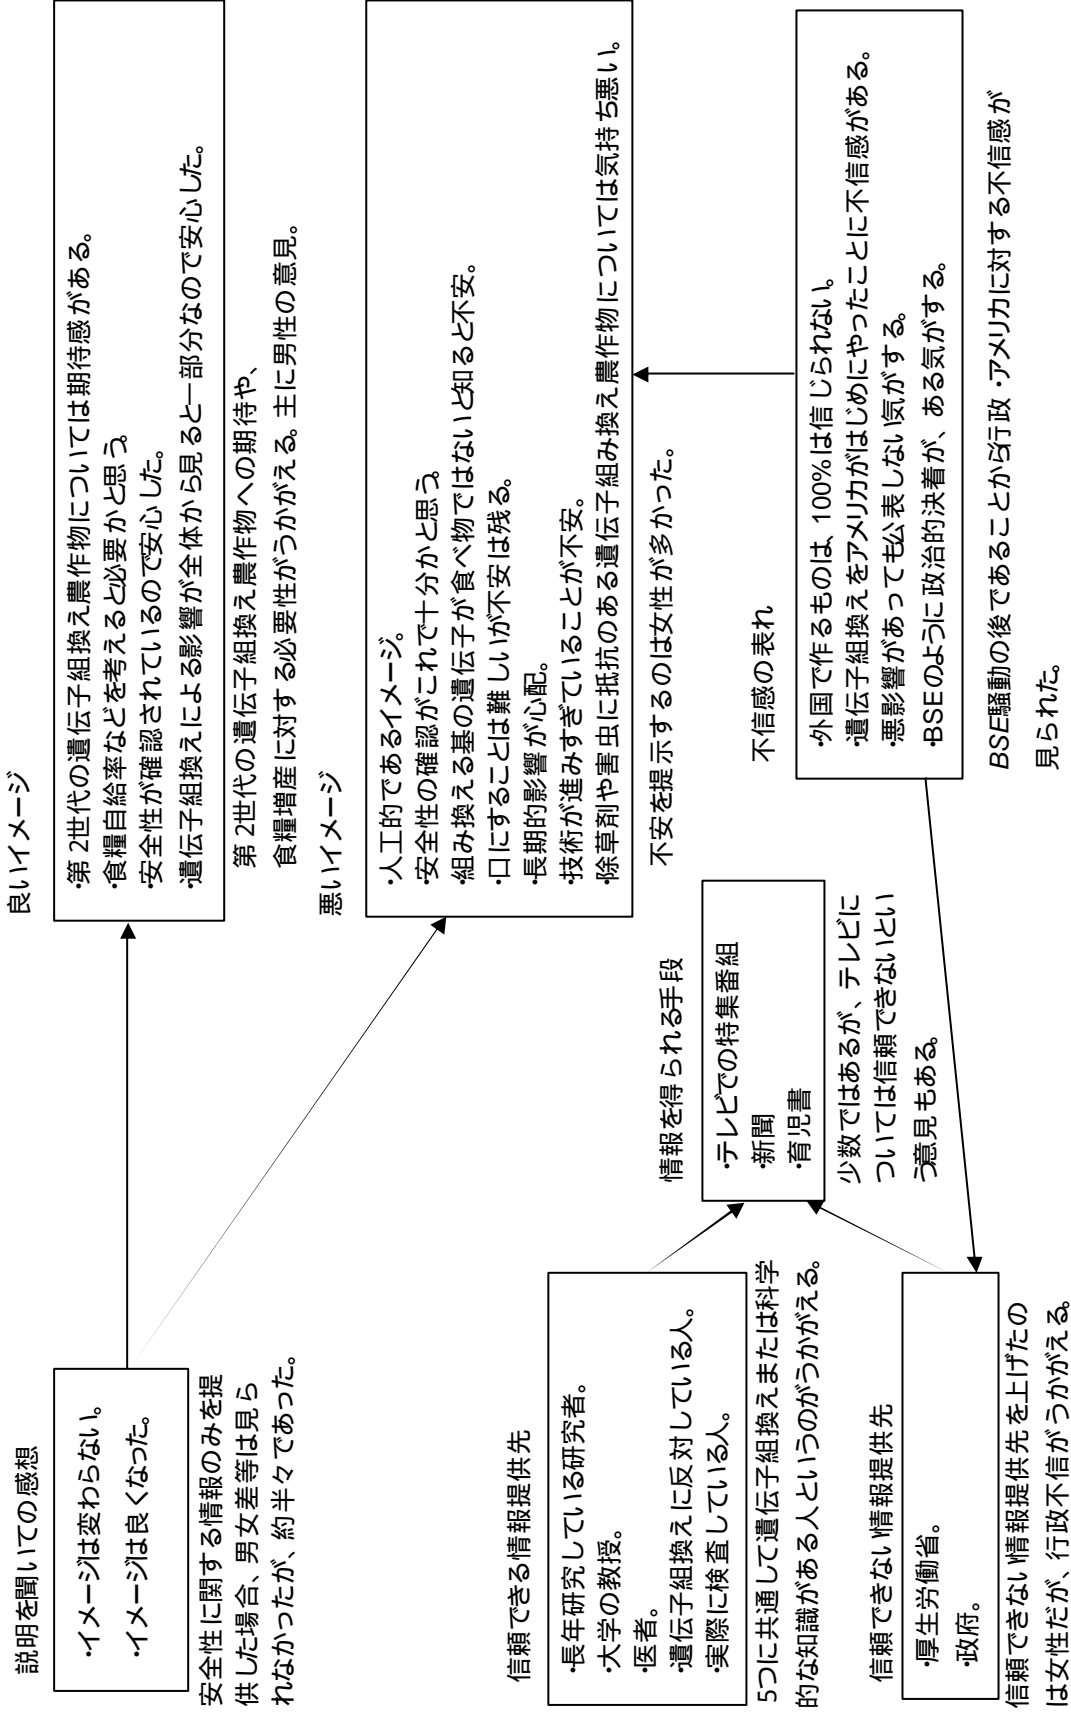 説明を聞いての感想
・イメージは変わらない。
・イメージは良くなった。
安全性に関する情報のみを提
供した場合、男女差等は見ら
れなかったが、約半々であった。
良いイメージ
・第2世代の遺伝子組換え農作物については期待感がある。
・食糧自給率などを考えると必要かと思う。
・安全性が確認されているので安心した。
・遺伝子組換えによる影響が全体から見ると一部分なので安心した。
第2世代の遺伝子組換え農作物への期待や、
食糧増産に対する必要性がうかがえる。主に男性の意見。
悪いイメージ
・人工的であるイメージ。
・安全性の確認がこれで十分かと思う。
・組み換える基の遺伝子が食べ物ではないと知ると不安。
・口にすることは難しいが不安は残る。
・長期的影響が心配。
・技術が進みすぎていることが不安。
・除草剤や害虫に抵抗のある遺伝子組み換え農作物については気持ち悪い。
不安を提示するのは女性が多かった。
信頼できる情報提供先
・長年研究している研究者。
・大学の教授。
・医者。
・遺伝子組換えに反対している人。
・実際に検査している人。
5つに共通して遺伝子組換えまたは科学
的な知識がある人というのがうかがえる。
情報を得られる手段
・テレビでの特集番組
・新聞
・育児書
少数ではあるが、テレビに
ついては信頼できないとい
う意見もある。
不信感の表れ
・外国で作るものは、100%は信じられない。
・遺伝子組換えをアメリカがはじめにやったことに不信感がある。
・悪影響があっても公表しない気がする。
・BSEのように政治的決着が、ある気がする。
BSE騒動の後であることから行政・アメリカに対する不信感が
見られた。
信頼できない情報提供先
・厚生労働省。
・政府。
信頼できない情報提供先を上げたの
は女性だが、行政不信がうかがえる。